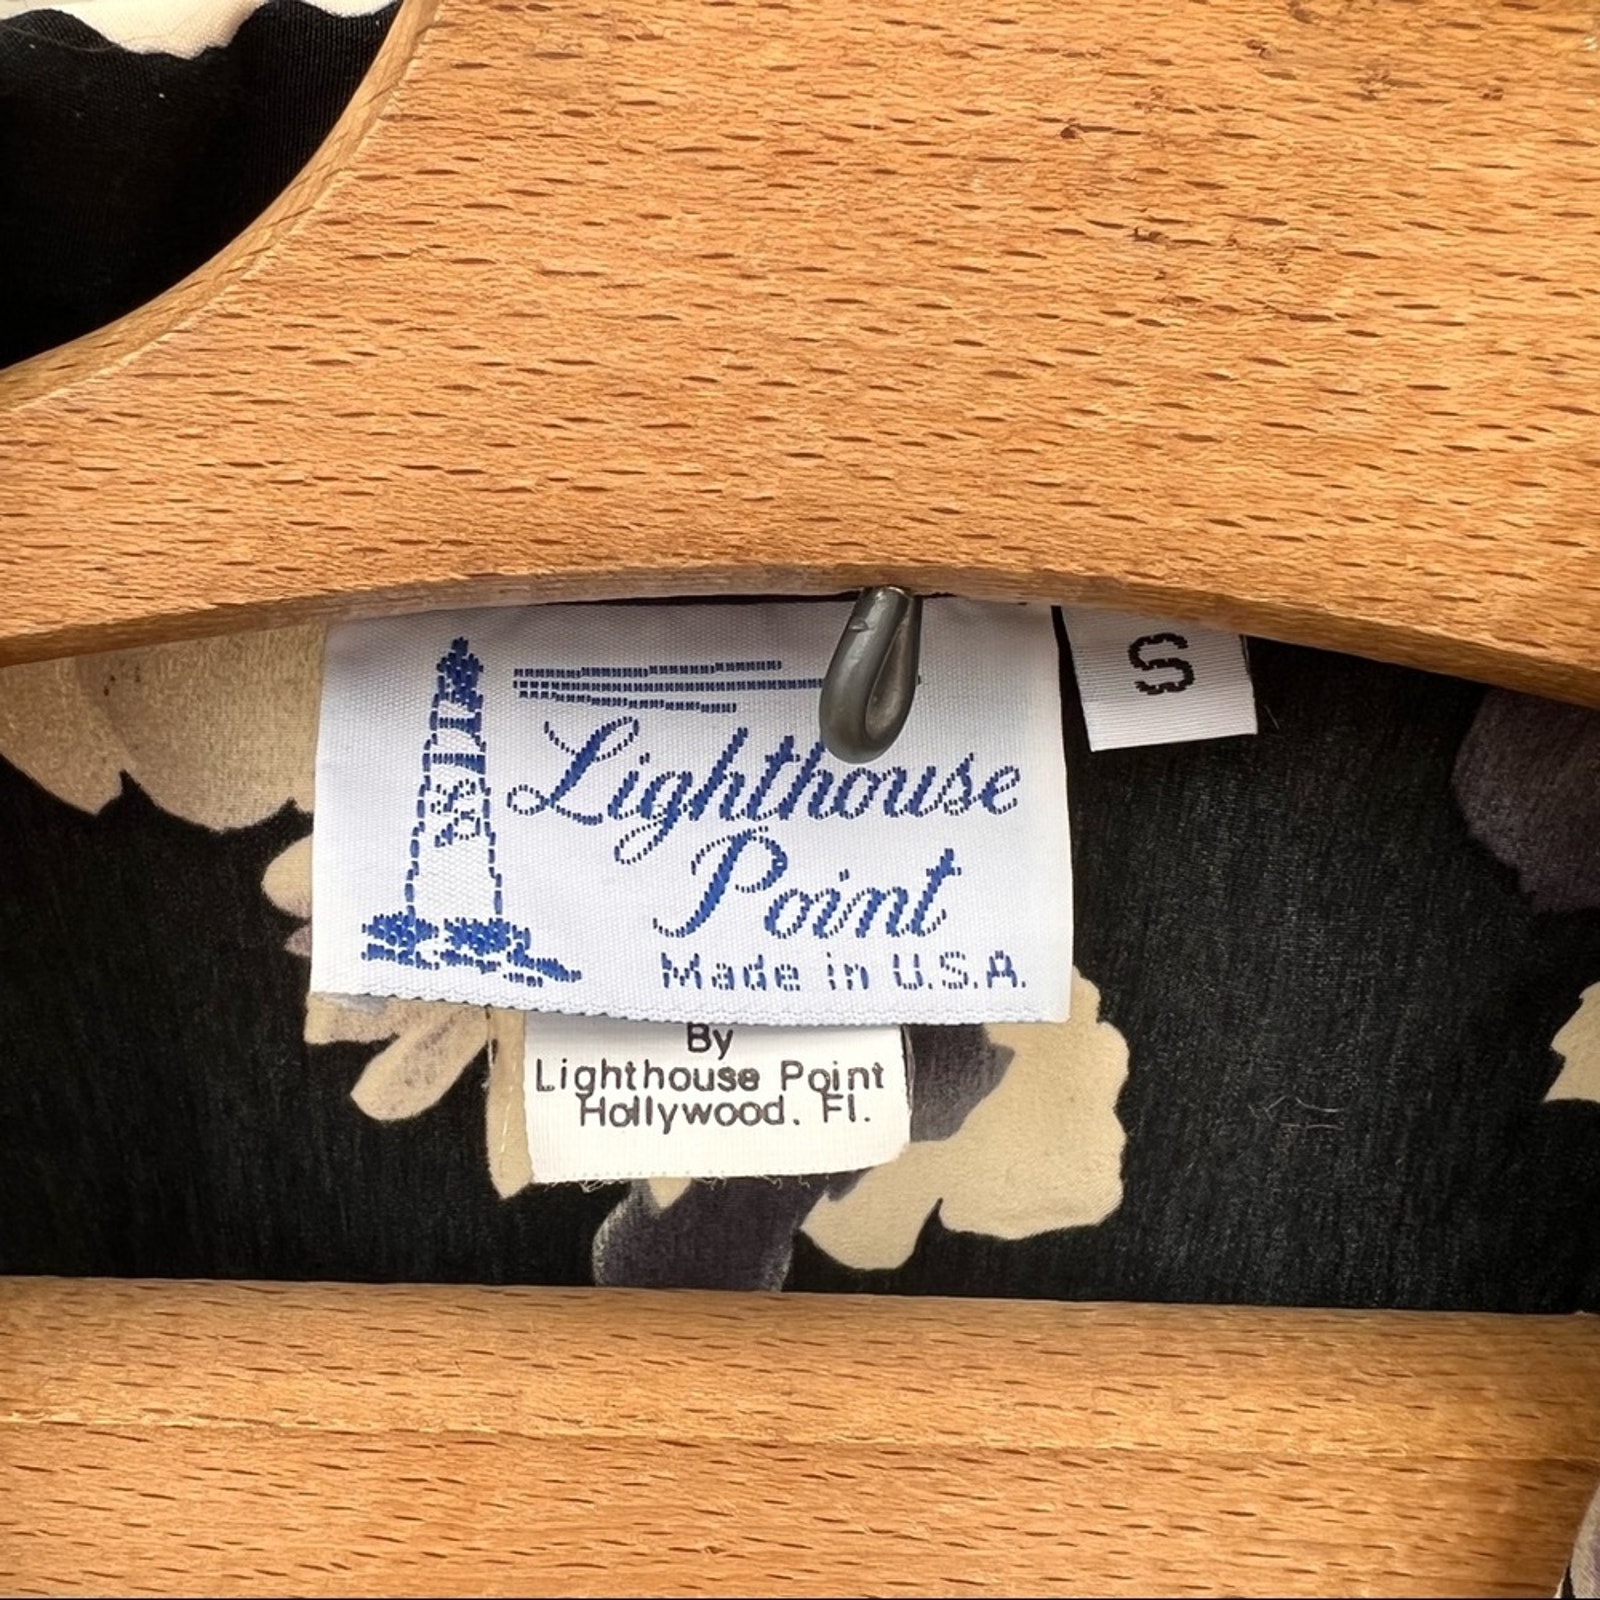 Lighthouse
Point
Made in U.S.A.
S
By
Lighthouse Point
Hollywood. Fl.